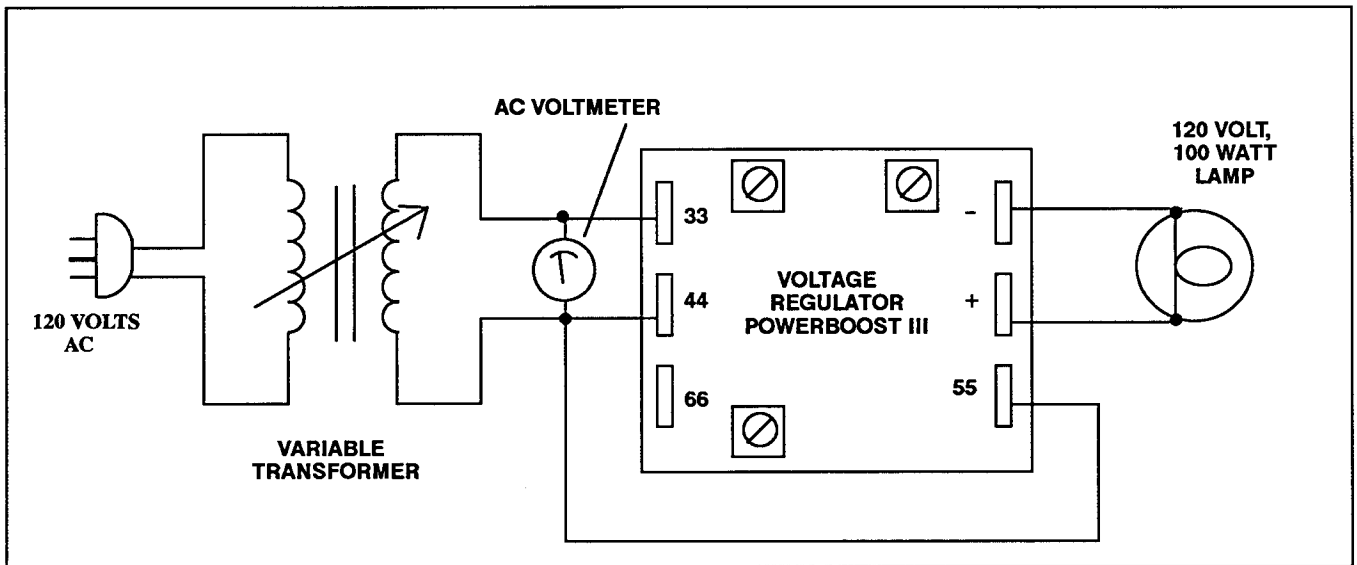 AC VOLTMETER
120 VOLT,
100 WATT
LAMP
33
-
44
VOLTAGE
REGULATOR
POWERBOOST III
+
120 VOLTS
AC
66
55
VARIABLE
TRANSFORMER